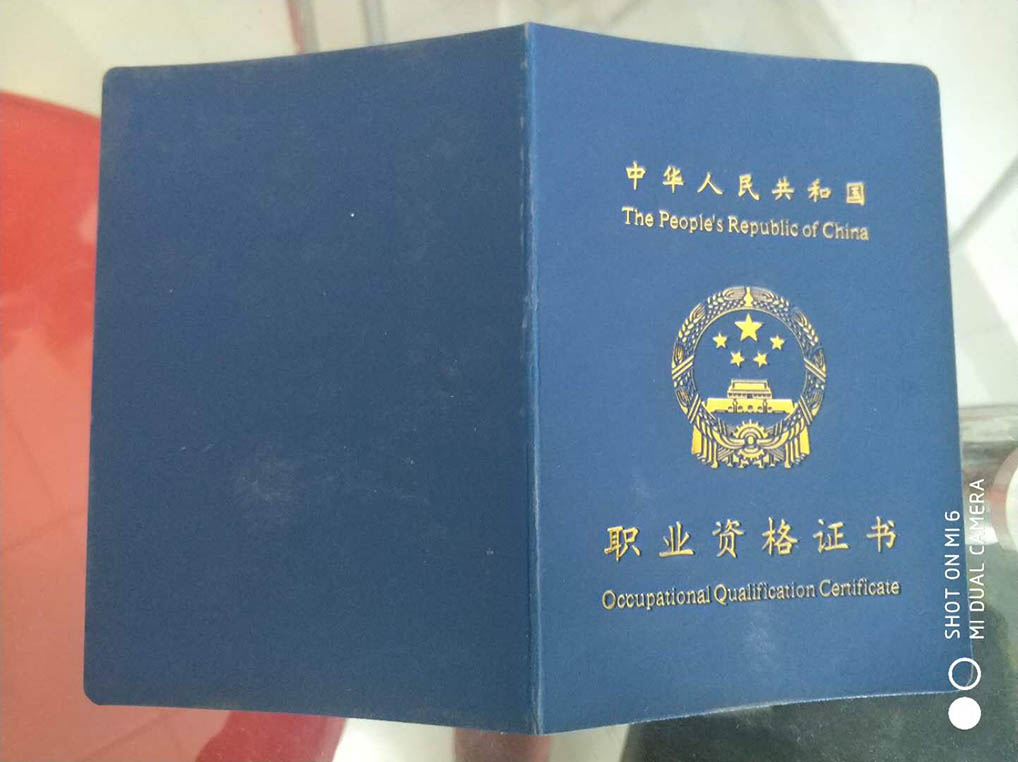 中华人民共和国
The People's Republic of China
职业资格证书
Occupational Qualification Certificate
SHOT ON MI 6
MI DUAL CAMERA